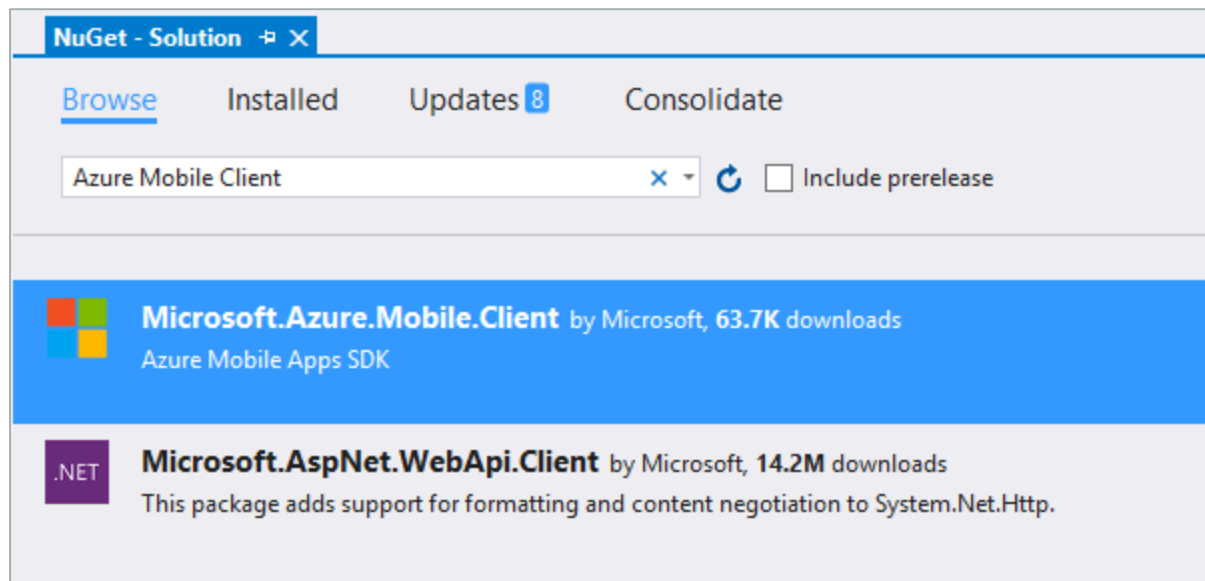 NuGet - Solution
Browse Installed Updates 8 Consolidate
Azure Mobile Client Include prerelease
Microsoft.Azure.Mobile.Client by Microsoft, 63.7K downloads
Azure Mobile Apps SDK
.NET Microsoft.AspNet.WebApi.Client by Microsoft, 14.2M downloads
This package adds support for formatting and content negotiation to System.Net.Http.